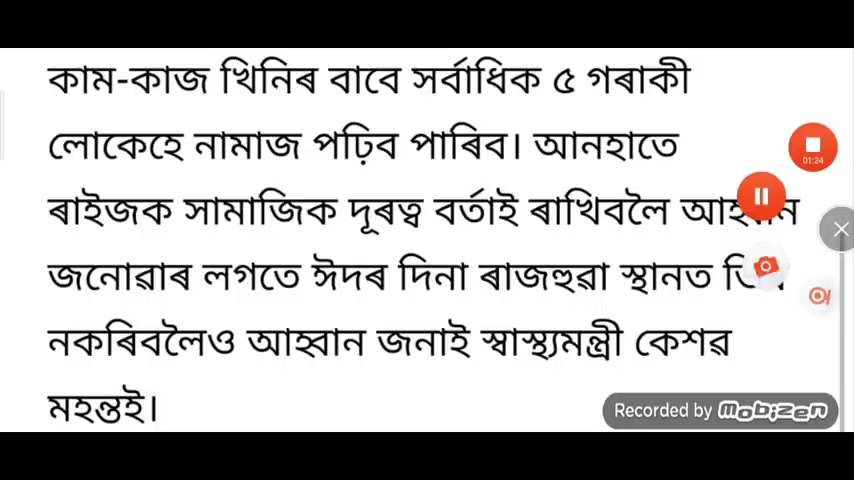 কাম-কাজ খিনিৰ বাবে সৰ্বাধিক ৫ গৰাকী
লোকেহে নামাজ পঢ়িব পাৰিব। আনহাতে
ৰাইজক সামাজিক দূৰত্ব বৰ্তাই ৰাখিবলৈ
জনোৱাৰ লগতে ঈদৰ দিনা ৰাজহুৱা স্থানত
নকৰিবলৈও আহ্বান জনাই স্বাস্থ্যমন্ত্ৰী কেশৱ
মহন্তই।
01:24
Recorded by Mobizen